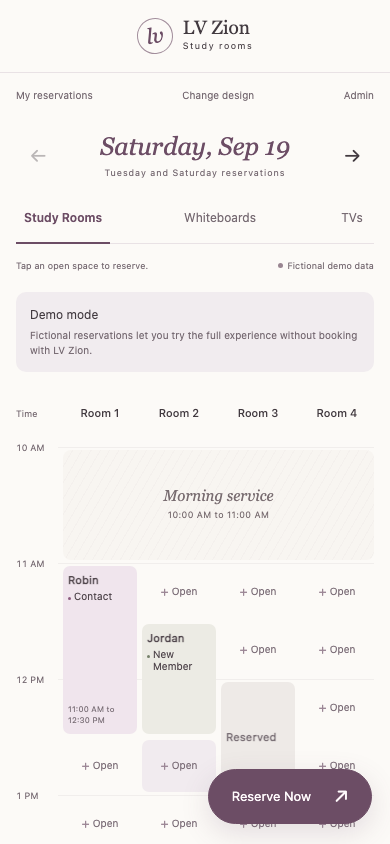 lv
LV Zion
Study rooms
My reservations
Change design
Admin
←
Saturday, Sep 19
→
Tuesday and Saturday reservations
Study Rooms
Whiteboards
TVs
Tap an open space to reserve.
Fictional demo data
Demo mode
Fictional reservations let you try the full experience without booking
with LV Zion.
Time
Room 1
Room 2
Room 3
Room 4
10 AM
Morning service
10:00 AM to 11:00 AM
11 AM
Robin
Contact
+ Open
+ Open
+ Open
Jordan
New
Member
+ Open
+ Open
12 PM
11:00 AM to
12:30 PM
+ Open
Reserved
+ Open
+ Open
+ Open
Reserve Now
1 PM
+ Open
+ Open
+ Open
+ Open